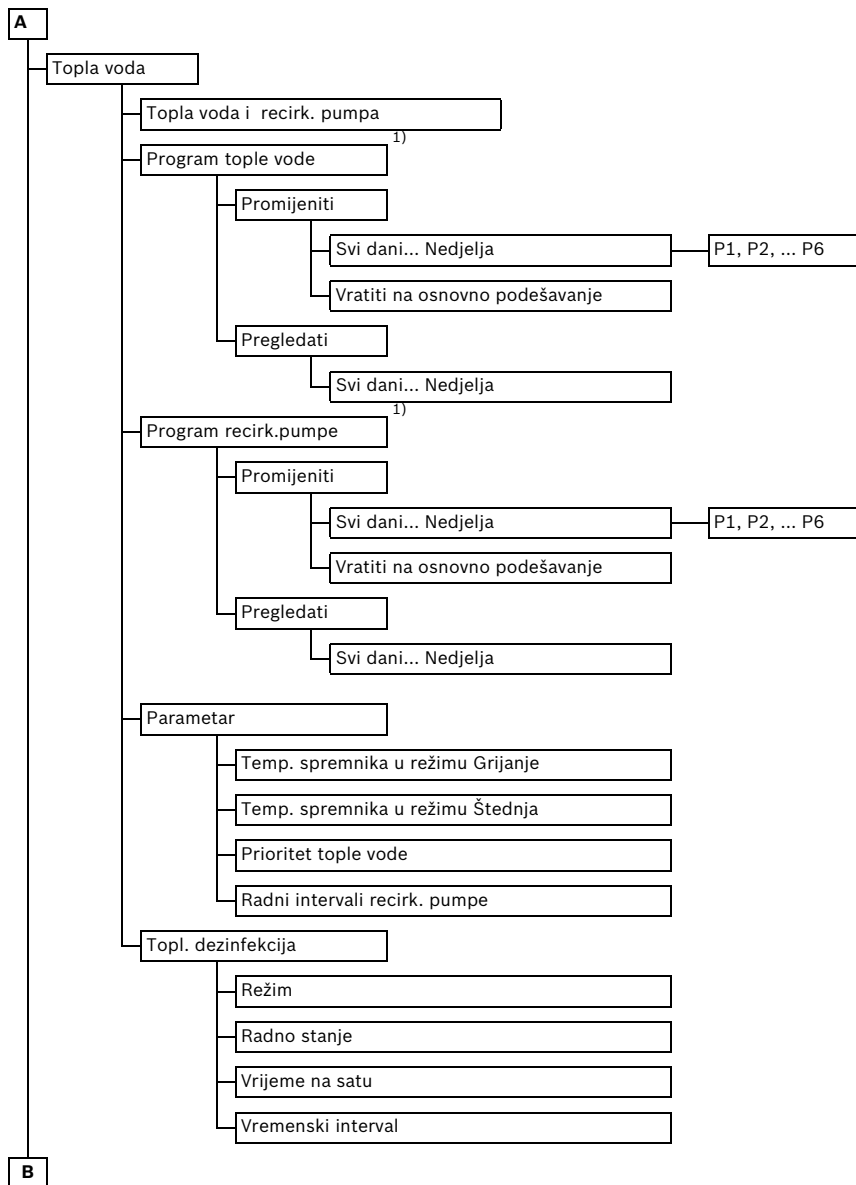 A
Topla voda
Topla voda i recirk. pumpa
1)
Program tople vode
Promijeniti
Svi dani... Nedjelja P1, P2, ... P6
Vratiti na osnovno podešavanje
Pregledati
Svi dani... Nedjelja
1)
Program recirk.pumpe
Promijeniti
Svi dani... Nedjelja P1, P2, ... P6
Vratiti na osnovno podešavanje
Pregledati
Svi dani... Nedjelja
Parametar
Temp. spremnika u režimu Grijanje
Temp. spremnika u režimu Štednja
Prioritet tople vode
Radni intervali recirk. pumpe
Topl. dezinfekcija
Režim
Radno stanje
Vrijeme na satu
Vremenski interval
B